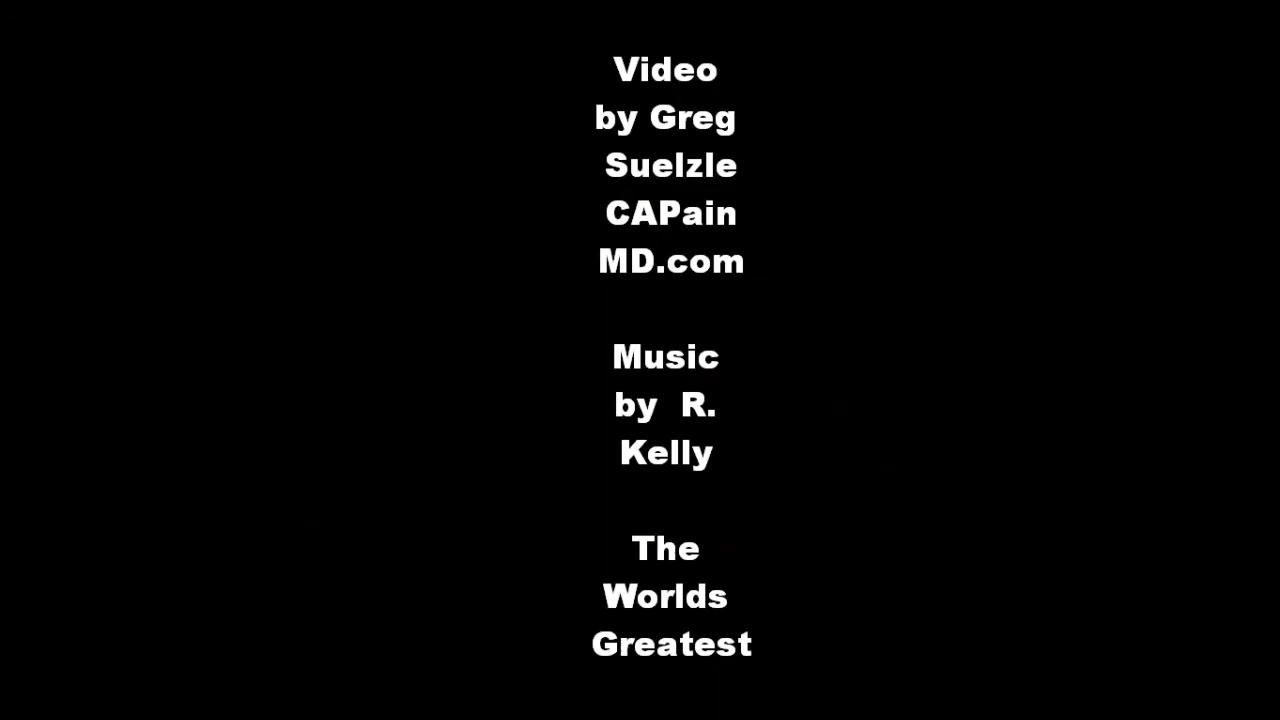 Video
by Greg
Suelzle
CAPain
MD.com
Music
by R.
Kelly
The
Worlds
Greatest